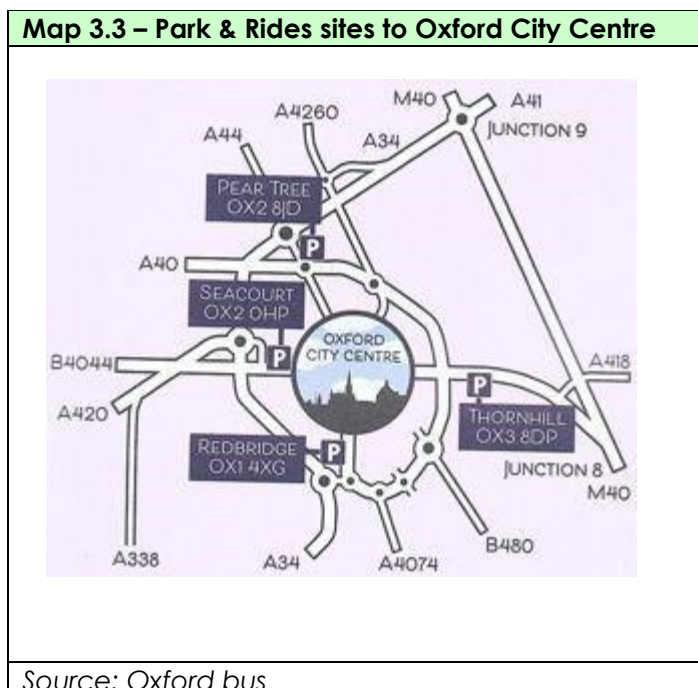 Map 3.3 – Park & Rides sites to Oxford City Centre
M40
A41
A4260
JUNCTION 9
A44
A34
PEAR TREE
OX2 8JD
P
A40
SEACOURT
OX2 0HP
OXFORD
CITY CENTRE
P
B4044
A418
A420
P
THORNHILL
OX3 8DP
REDBRIDGE
OX1 4XG
P
JUNCTION 8
M40
B480
A338
A34
A4074
Source: Oxford bus